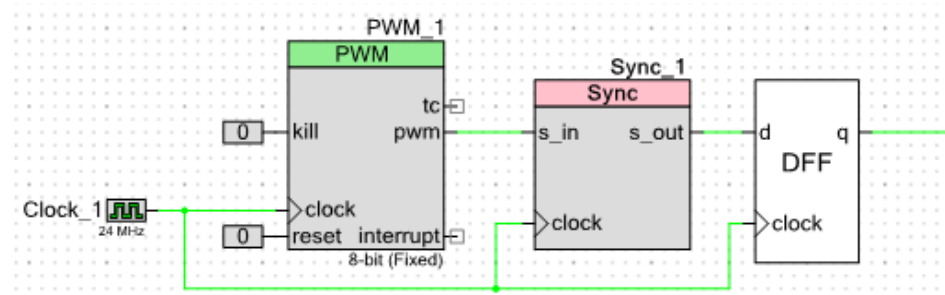 PWM_1
PWM
Sync_1
Sync
tc
0 kill pwm s_in s_out d q
DFF
Clock_1 clock clock clock
24 MHz
0 reset interrupt
8-bit (Fixed)